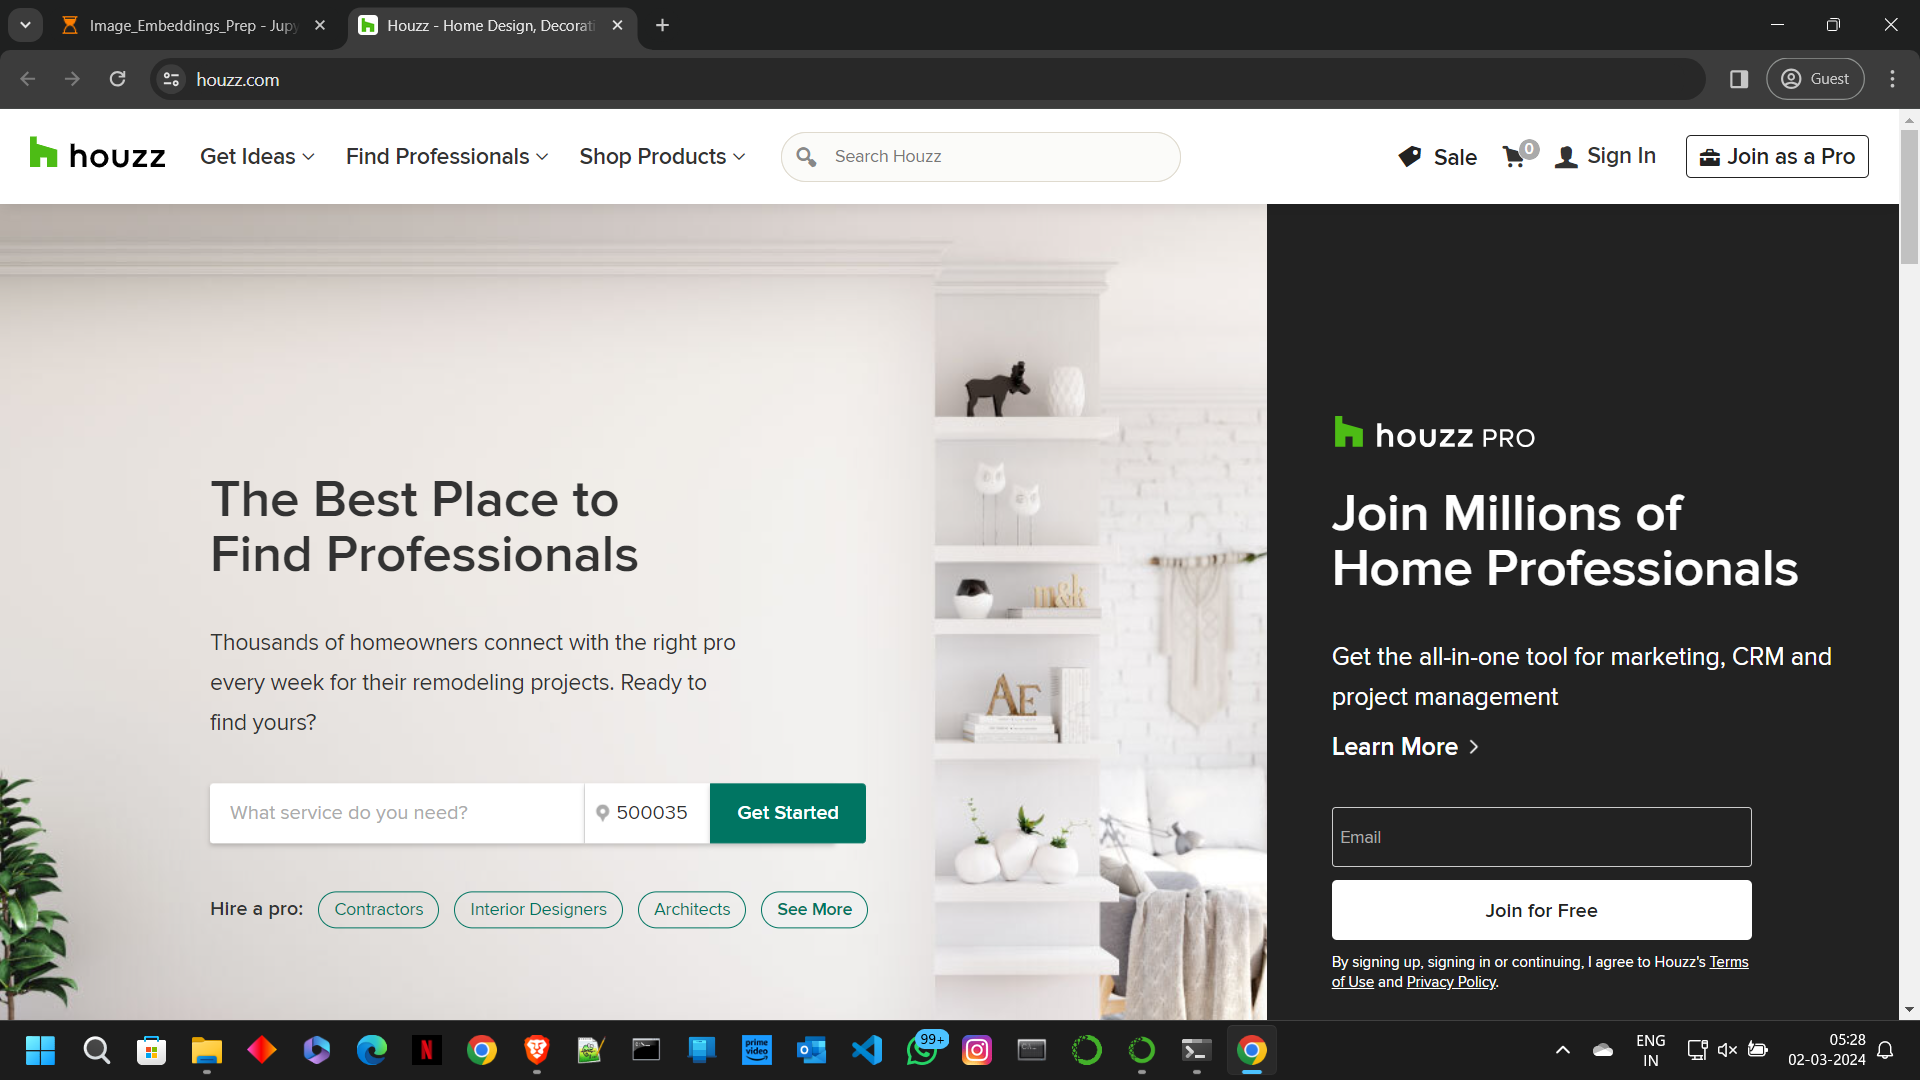 Image_Embeddings_Prep - Jupy
Houzz - Home Design, Decorati
houzz.com
Guest
houzz
Get Ideas
Find Professionals
Shop Products
Search Houzz
Sale
0
Sign In
Join as a Pro
The Best Place to
Find Professionals
Thousands of homeowners connect with the right pro
every week for their remodeling projects. Ready to
find yours?
What service do you need?
500035
Get Started
Hire a pro:
Contractors
Interior Designers
Architects
See More
m&k
AE
houzz PRO
Join Millions of
Home Professionals
Get the all-in-one tool for marketing, CRM and
project management
Learn More
Email
Join for Free
By signing up, signing in or continuing, I agree to Houzz's Terms
of Use and Privacy Policy.
N
prime
video
99+
ENG
IN
05:28
02-03-2024